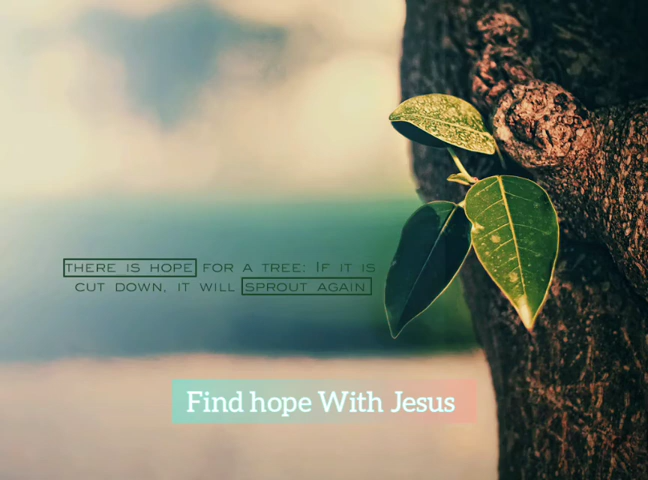 THERE IS HOPE FOR A TREE: IF IT IS
CUT DOWN, IT WILL SPROUT AGAIN
Find hope With Jesus